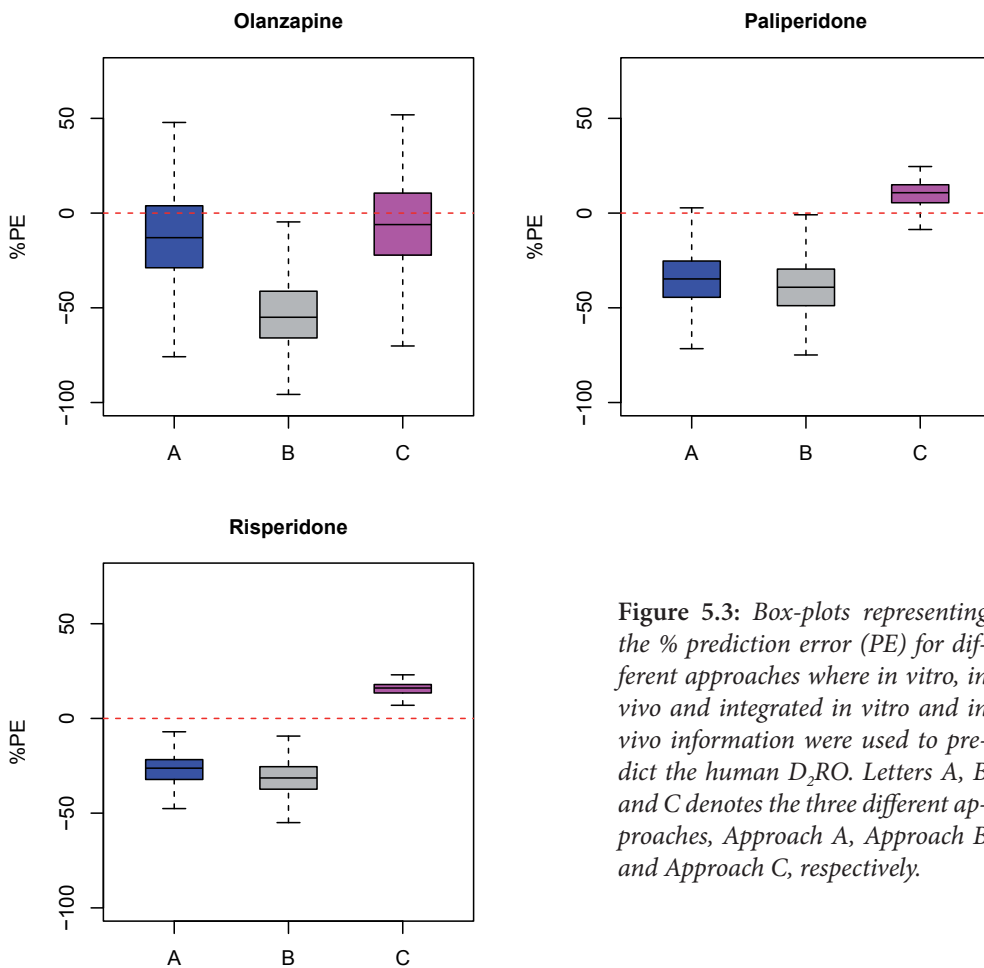 Olanzapine
%PE
50
0
−50
−100
A B C
Paliperidone
%PE
50
0
−50
−100
A B C
Risperidone
%PE
50
0
−50
−100
A B C
Figure 5.3: Box-plots representing
the % prediction error (PE) for dif-
ferent approaches where in vitro, in
vivo and integrated in vitro and in
vivo information were used to pre-
dict the human D₂RO. Letters A, B
and C denotes the three different ap-
proaches, Approach A, Approach B
and Approach C, respectively.